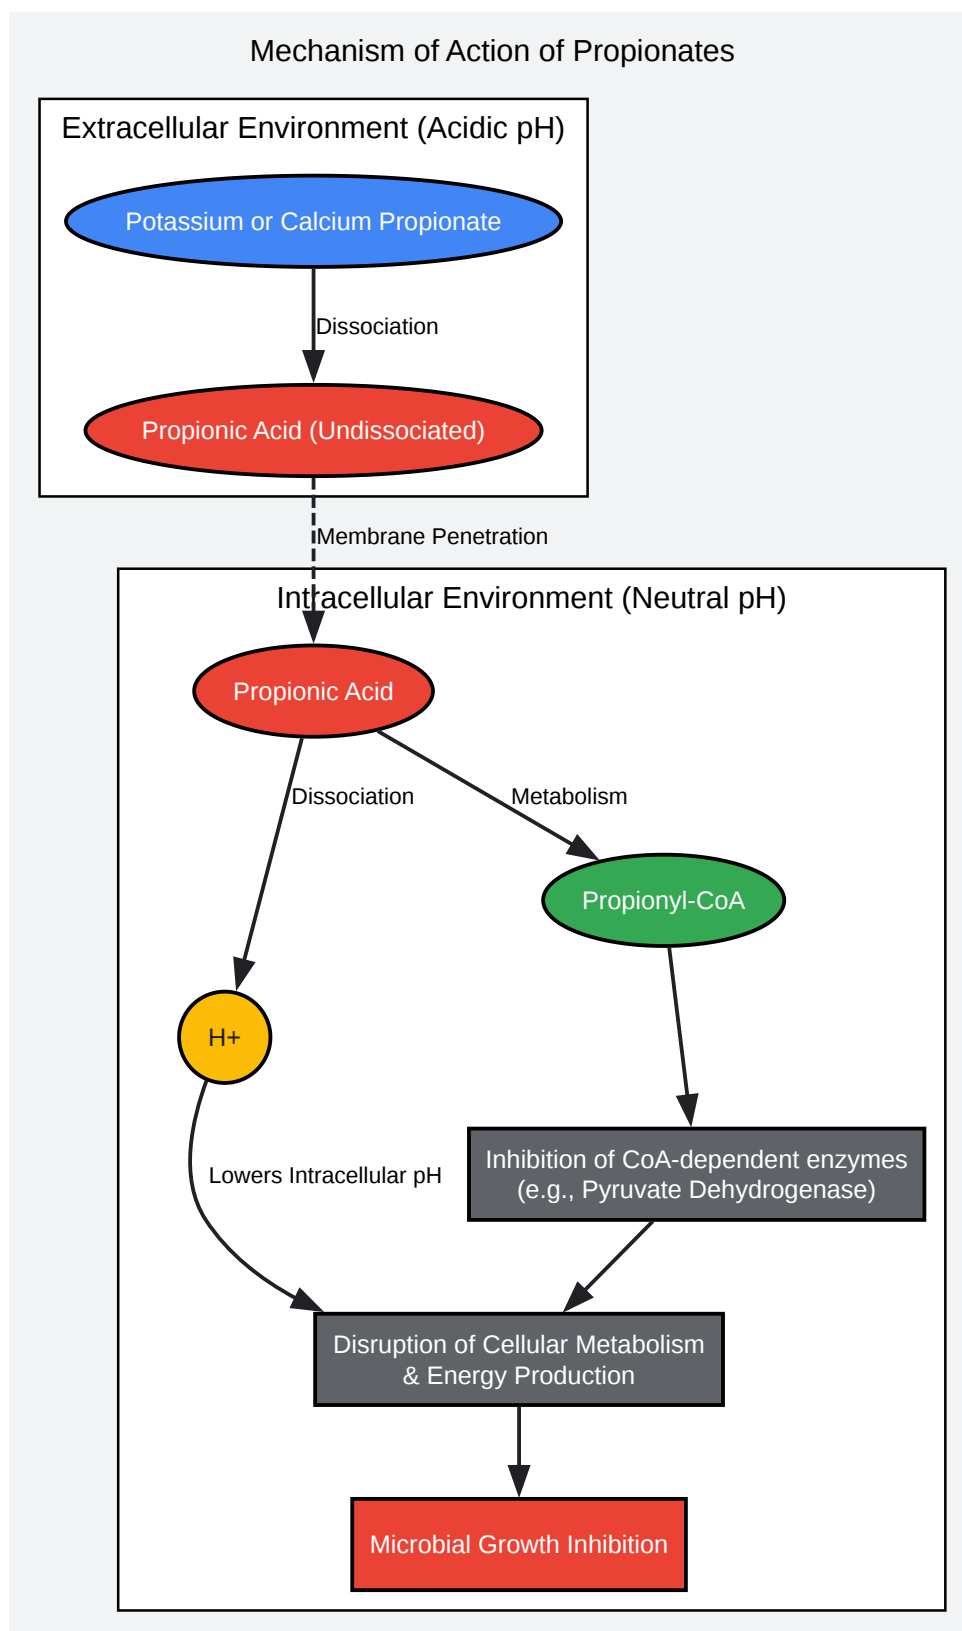 Mechanism of Action of Propionates
Extracellular Environment (Acidic pH)
Potassium or Calcium Propionate
Dissociation
Propionic Acid (Undissociated)
Membrane Penetration
Intracellular Environment (Neutral pH)
Propionic Acid
Dissociation
Metabolism
Propionyl-CoA
H+
Inhibition of CoA-dependent enzymes
(e.g., Pyruvate Dehydrogenase)
Lowers Intracellular pH
Disruption of Cellular Metabolism
& Energy Production
Microbial Growth Inhibition